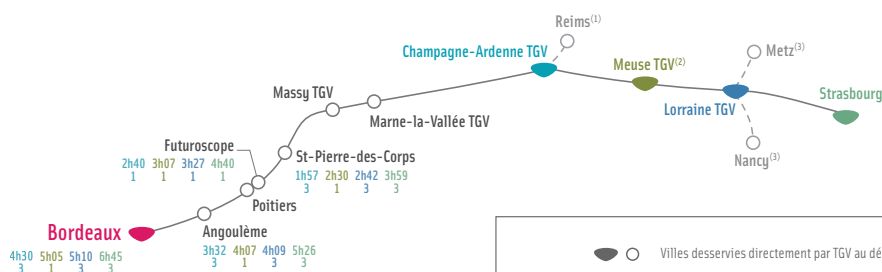 Reims(1)
Champagne-Ardenne TGV
Metz(3)
Meuse TGV(2)
Strasbourg
Massy TGV
Lorraine TGV
Marne-la-Vallée TGV
Futuroscope
St-Pierre-des-Corps
2h40 3h07 3h27 4h40
1 1 1 1
1h57 2h30 2h42 3h59
3 1 3 3
Nancy(3)
Poitiers
Bordeaux
Angoulème
3h32 4h07 4h09 5h26
3 1 3 3
4h30 5h05 5h10 6h45
3 1 3 3
Villes desservies directement par TGV au dé